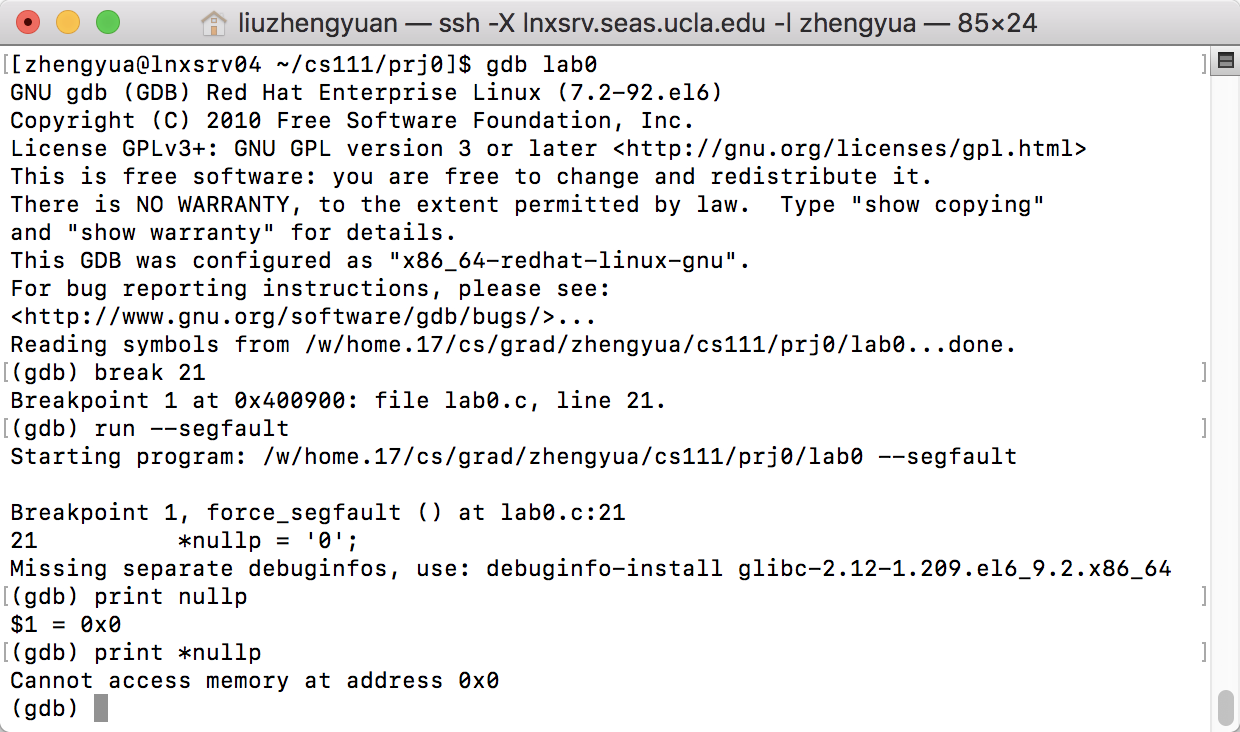 liuzhengyuan — ssh -X lnxsrv.seas.ucla.edu -l zhengyua — 85×24
[[zhengyua@lnxsrv04 ~/cs111/prj0]$ gdb lab0 ]
GNU gdb (GDB) Red Hat Enterprise Linux (7.2-92.el6)
Copyright (C) 2010 Free Software Foundation, Inc.
License GPLv3+: GNU GPL version 3 or later <http://gnu.org/licenses/gpl.html>
This is free software: you are free to change and redistribute it.
There is NO WARRANTY, to the extent permitted by law.  Type "show copying"
and "show warranty" for details.
This GDB was configured as "x86_64-redhat-linux-gnu".
For bug reporting instructions, please see:
<http://www.gnu.org/software/gdb/bugs/>...
Reading symbols from /w/home.17/cs/grad/zhengyua/cs111/prj0/lab0...done.
[(gdb) break 21 ]
Breakpoint 1 at 0x400900: file lab0.c, line 21.
[(gdb) run --segfault ]
Starting program: /w/home.17/cs/grad/zhengyua/cs111/prj0/lab0 --segfault
Breakpoint 1, force_segfault () at lab0.c:21
21          *nullp = '0';
Missing separate debuginfos, use: debuginfo-install glibc-2.12-1.209.el6_9.2.x86_64
[(gdb) print nullp ]
$1 = 0x0
[(gdb) print *nullp ]
Cannot access memory at address 0x0
(gdb)